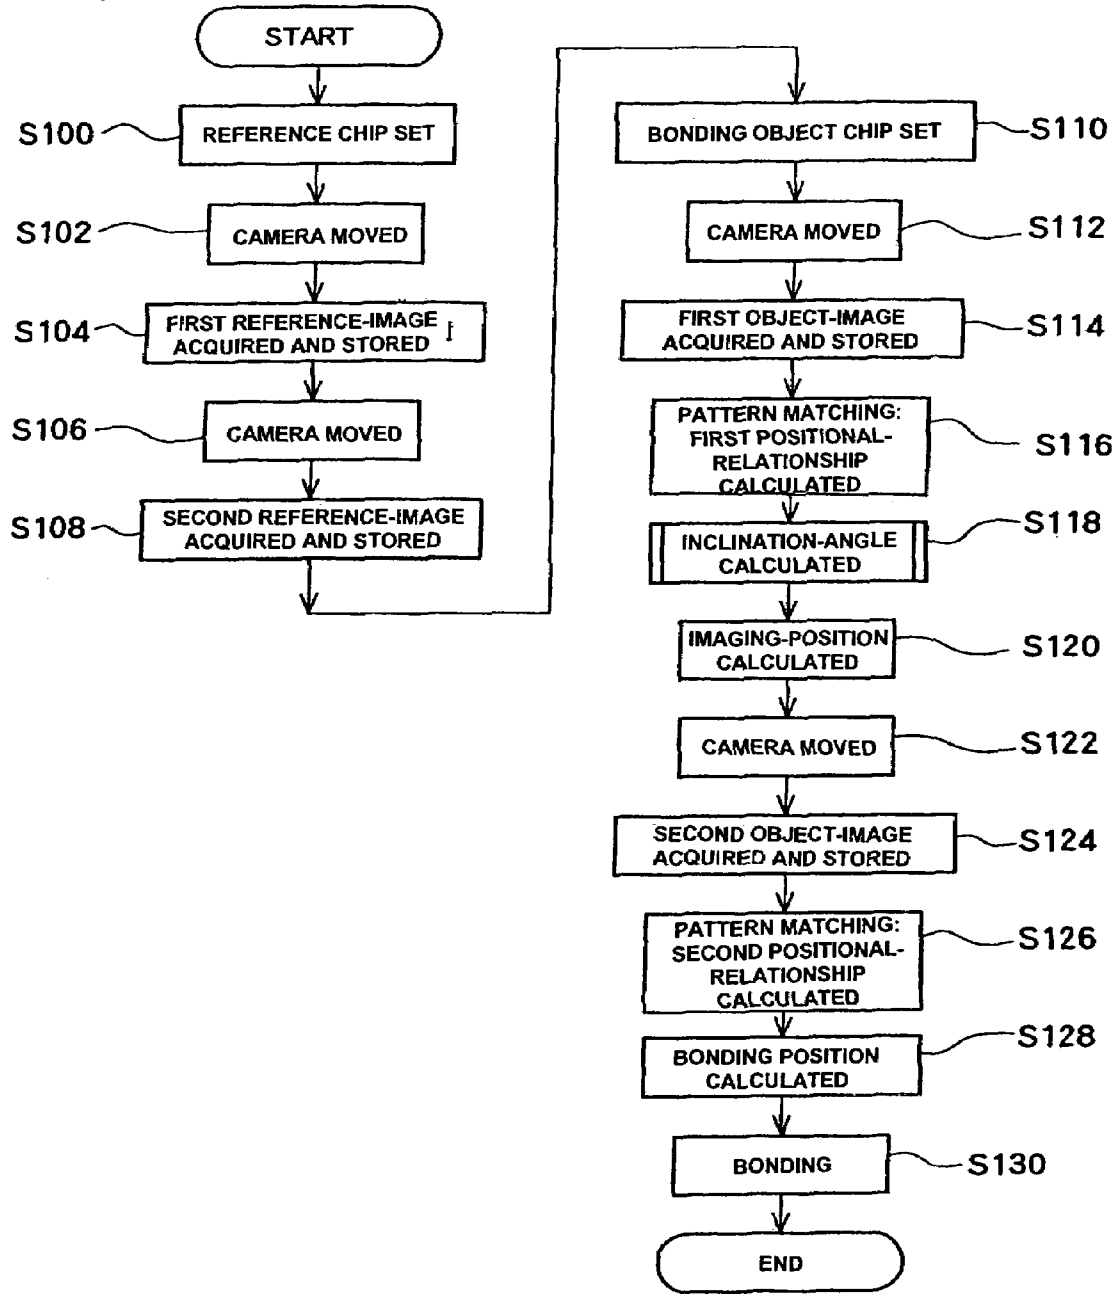 START
S100
REFERENCE CHIP SET
S102
CAMERA MOVED
S104
FIRST REFERENCE-IMAGE
ACQUIRED AND STORED
S106
CAMERA MOVED
S108
SECOND REFERENCE-IMAGE
ACQUIRED AND STORED
BONDING OBJECT CHIP SET
S110
CAMERA MOVED
S112
FIRST OBJECT-IMAGE
ACQUIRED AND STORED
S114
PATTERN MATCHING:
FIRST POSITIONAL-
RELATIONSHIP
CALCULATED
S116
INCLINATION-ANGLE
CALCULATED
S118
IMAGING-POSITION
CALCULATED
S120
CAMERA MOVED
S122
SECOND OBJECT-IMAGE
ACQUIRED AND STORED
S124
PATTERN MATCHING:
SECOND POSITIONAL-
RELATIONSHIP
CALCULATED
S126
BONDING POSITION
CALCULATED
S128
BONDING
S130
END